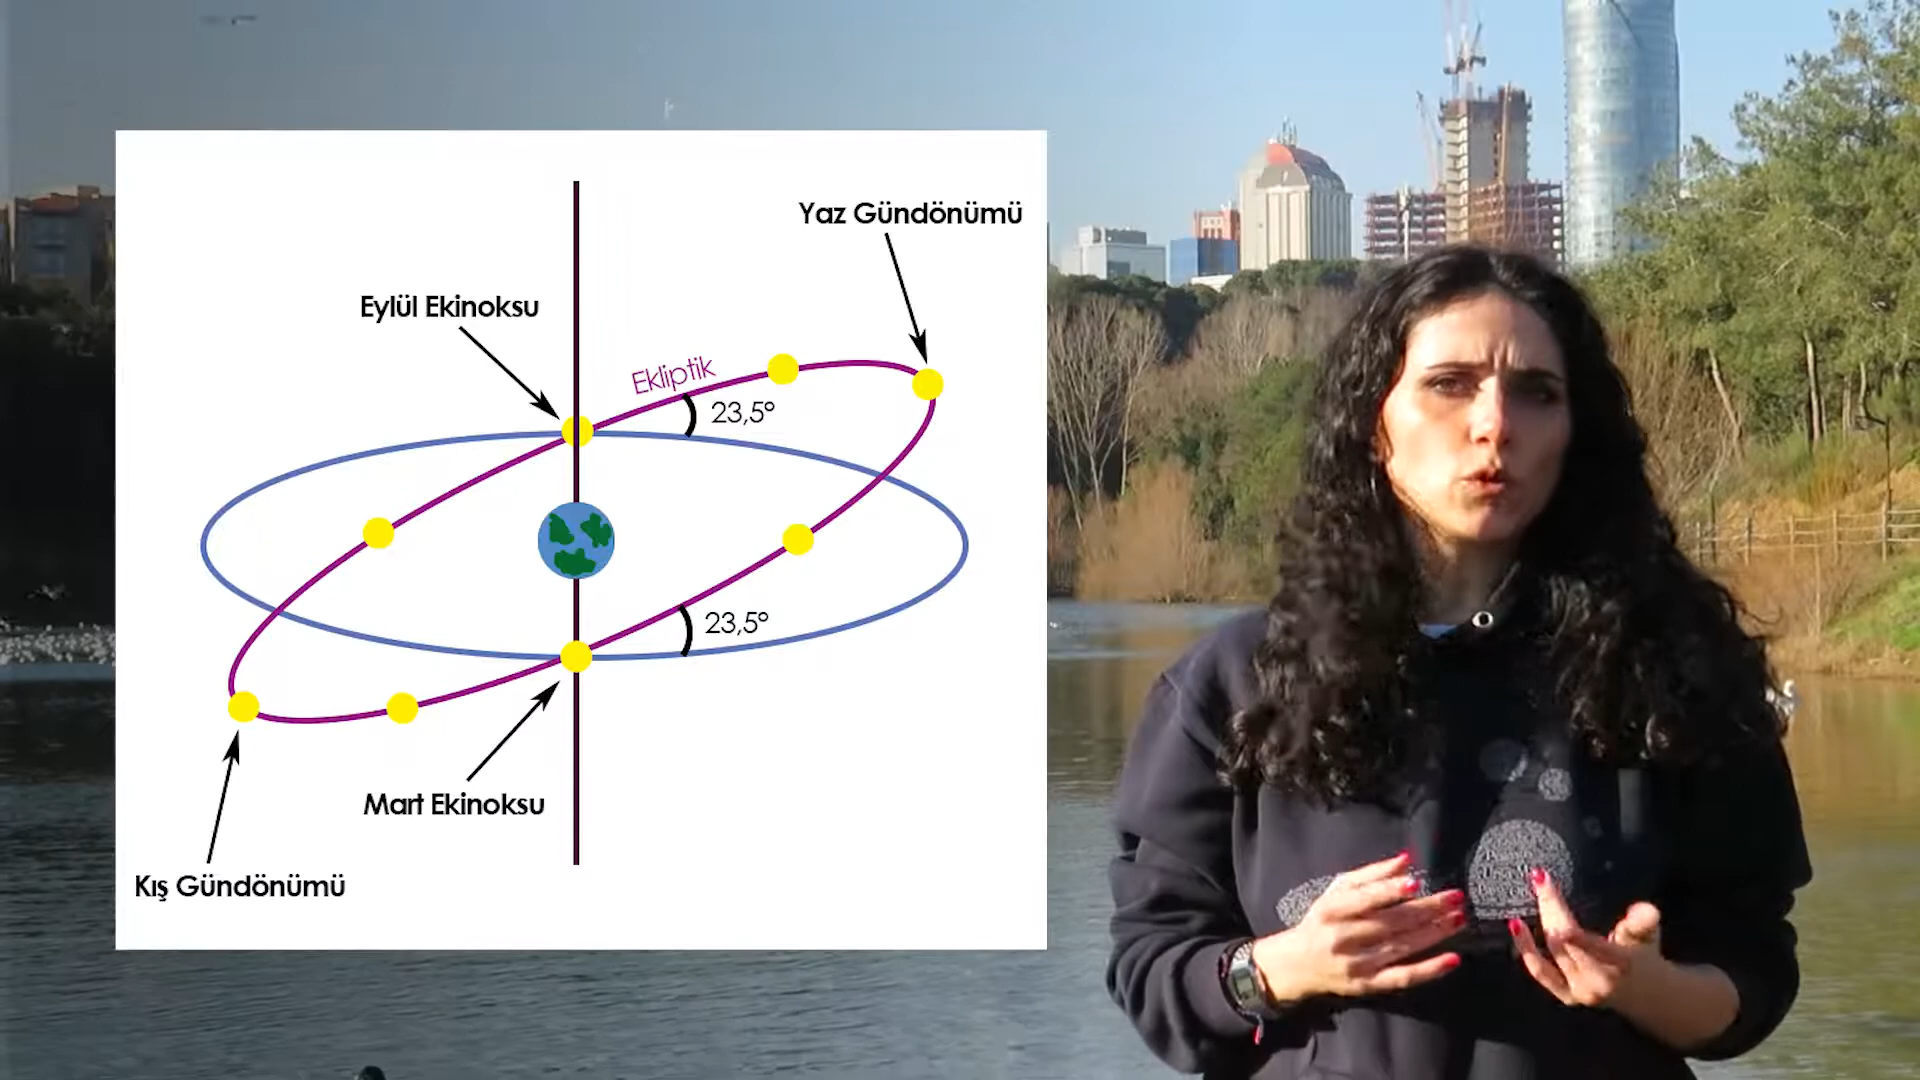 Yaz Gündönümü
Eylül Ekinoksu
Ekliptik
23,5°
23,5°
Mart Ekinoksu
Kış Gündönümü